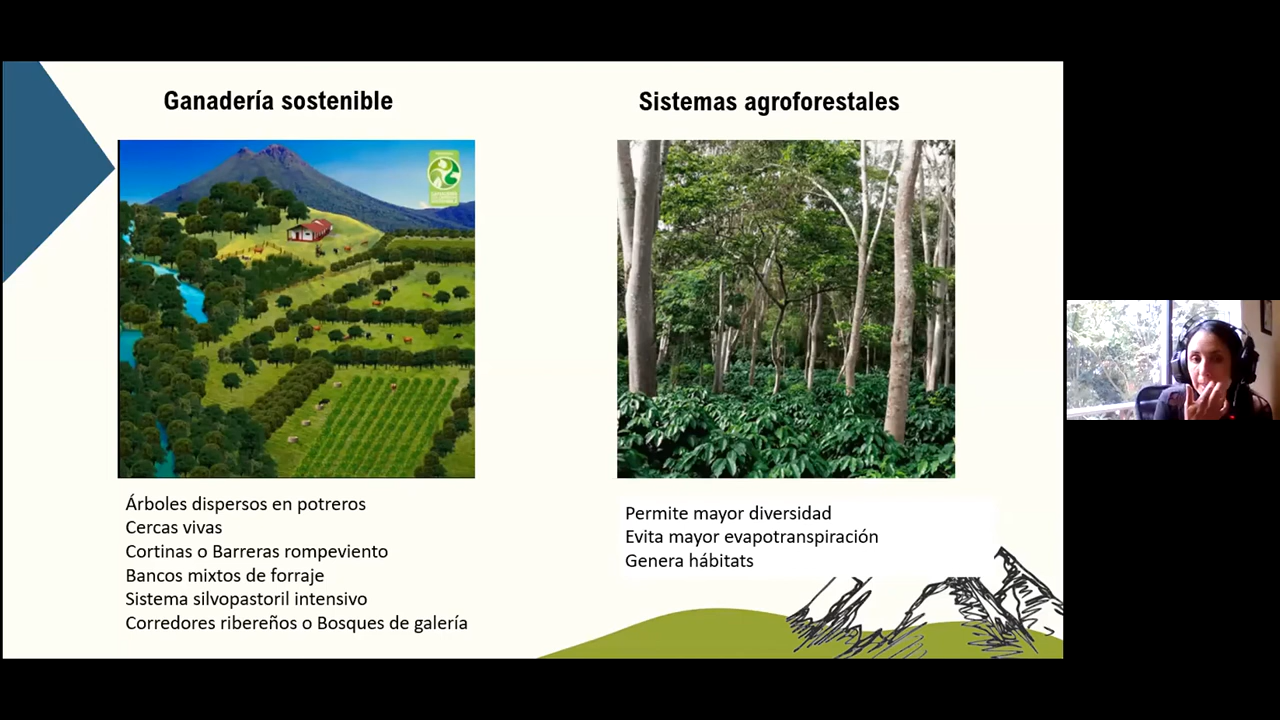 Ganadería sostenible
Árboles dispersos en potreros
Cercas vivas
Cortinas o Barreras rompeviento
Bancos mixtos de forraje
Sistema silvopastoril intensivo
Corredores ribereños o Bosques de galería
Sistemas agroforestales
Permite mayor diversidad
Evita mayor evapotranspiración
Genera hábitats